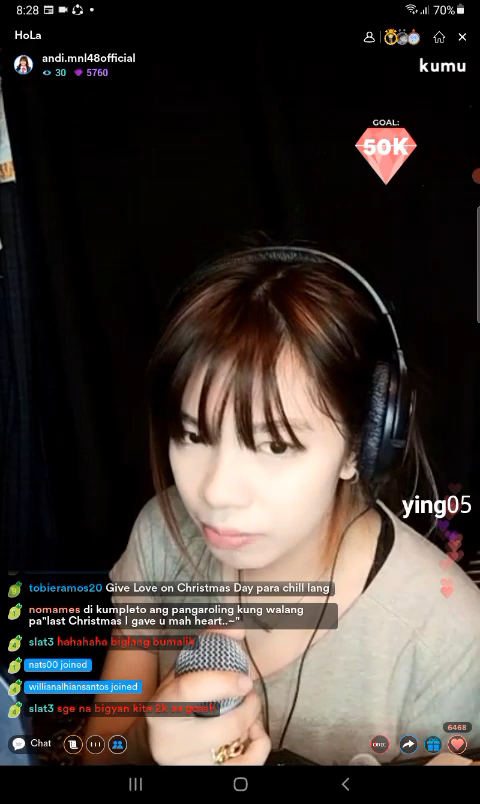 8:28
70%
HoLa
andi.mnl48official
30 5760
kumu
GOAL:
50K
ying05
tobieramos20 Give Love on Christmas Day para chill lang
nomames di kumpleto ang pangaroling kung walang
pa"last Christmas I gave u mah heart..~"
slat3 hahahaha biglang bumalik
nats00 joined
willianalhiansantos joined
slat3 sge na bigyan kita 2k
6468
Chat